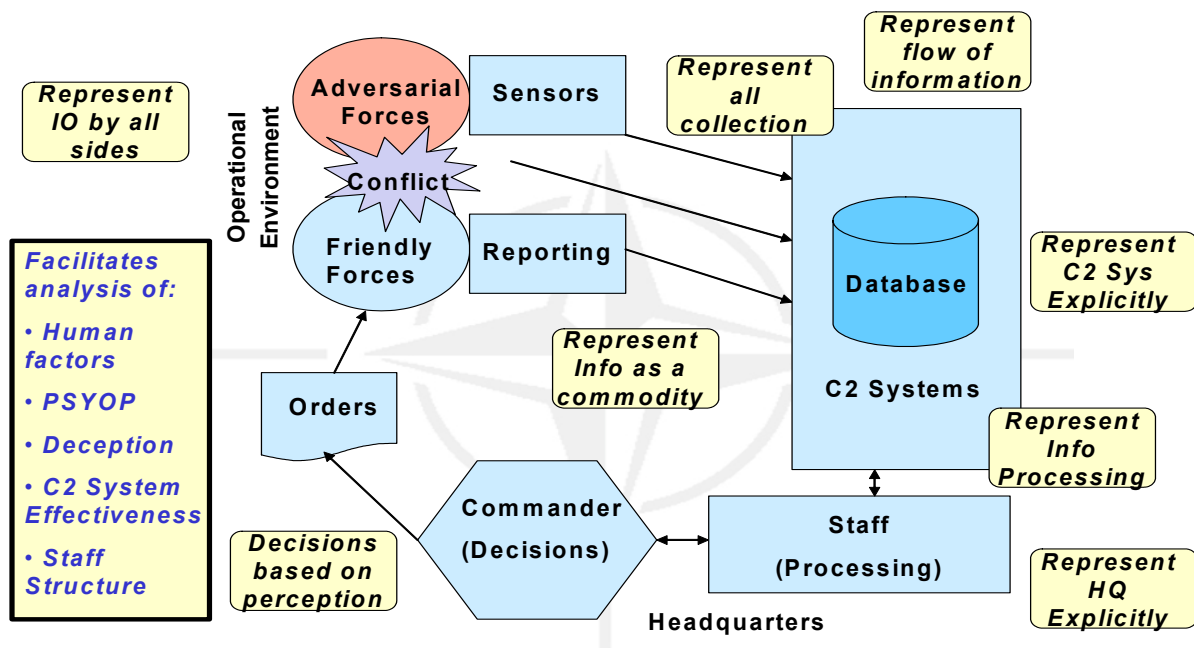 Represent
IO by all
sides
Operational
Environment
Adversarial
Forces
Conflict
Friendly
Forces
Sensors
Reporting
Represent
all
collection
Represent
flow of
information
Database
C2 Systems
Represent
C2 Sys
Explicitly
Facilitates
analysis of:
• Human
factors
• PSYOP
• Deception
• C2 System
Effectiveness
• Staff
Structure
Orders
Represent
Info as a
commodity
Represent
Info
Processing
Decisions
based on
perception
Commander
(Decisions)
Staff
(Processing)
Headquarters
Represent
HQ
Explicitly